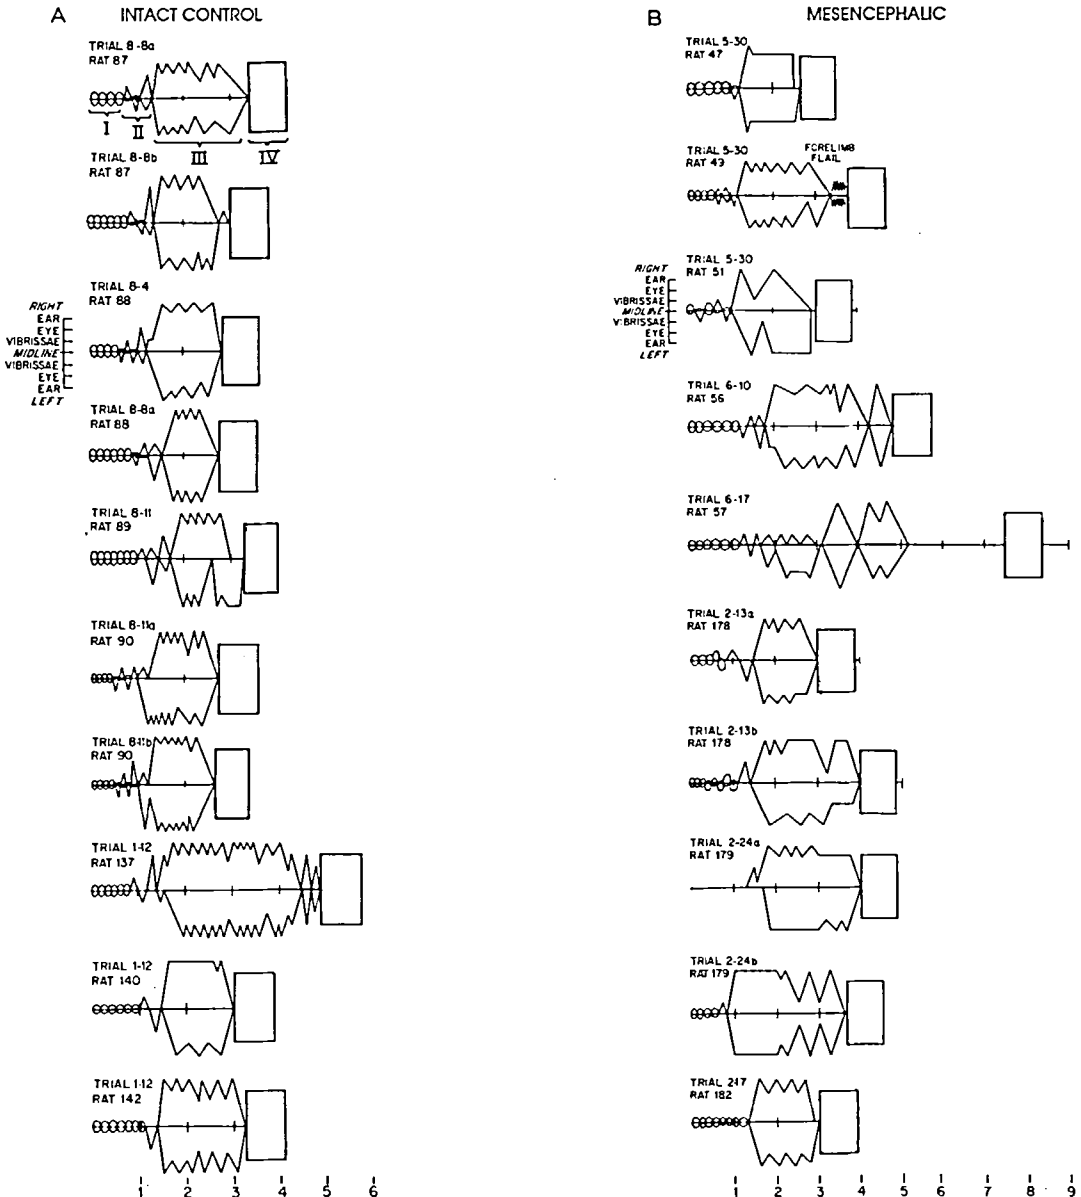 A INTACT CONTROL
TRIAL 8-8a
RAT 87
I II III IV
TRIAL 8-8b
RAT 87
TRIAL 8-4
RAT 88
RIGHT
EAR
EYE
VIBRISSAE
MIDLINE
VIBRISSAE
EYE
EAR
LEFT
TRIAL 8-8a
RAT 88
TRIAL 8-11
RAT 89
TRIAL 8-11a
RAT 90
TRIAL 8-11b
RAT 90
TRIAL 1-12
RAT 137
TRIAL 1-12
RAT 140
TRIAL 1-12
RAT 142
1 2 3 4 5 6
B MESENCEPHALIC
TRIAL 5-30
RAT 47
TRIAL 5-30
RAT 49
FORELIMB
FLAIL
TRIAL 5-30
RAT 51
RIGHT
EAR
EYE
VIBRISSAE
MIDLINE
VIBRISSAE
EYE
EAR
LEFT
TRIAL 6-10
RAT 56
TRIAL 6-17
RAT 57
TRIAL 2-13a
RAT 178
TRIAL 2-13b
RAT 178
TRIAL 2-24a
RAT 179
TRIAL 2-24b
RAT 179
TRIAL 2-17
RAT 182
1 2 3 4 5 6 7 8 9